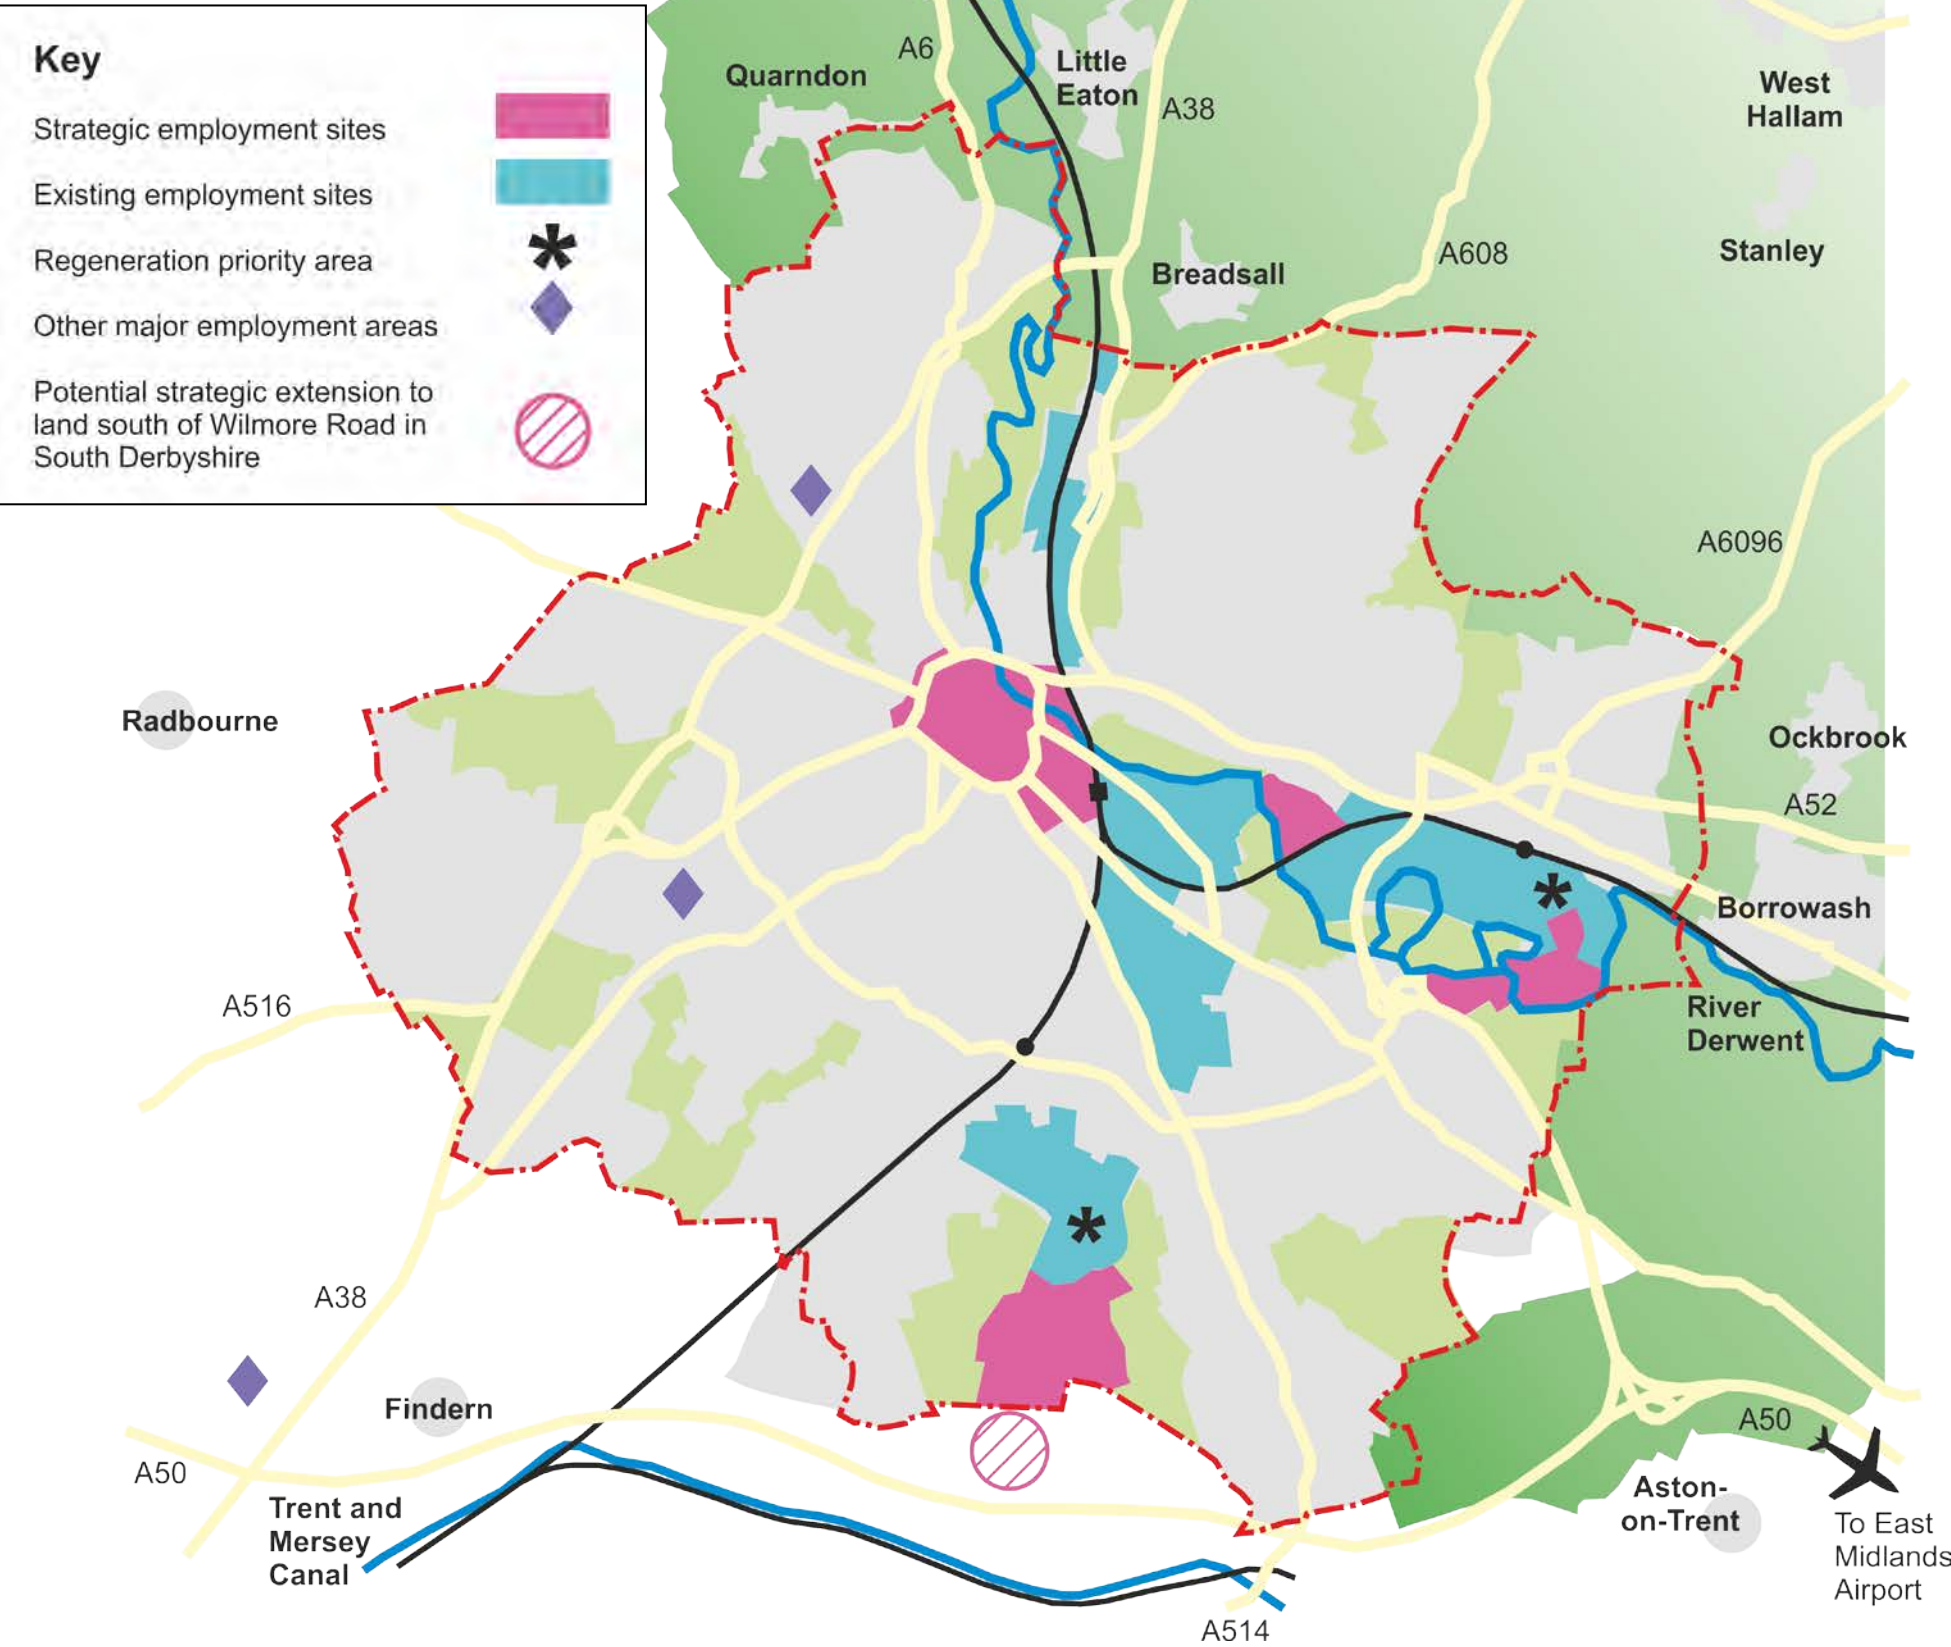 Key
Strategic employment sites
Existing employment sites
Regeneration priority area
Other major employment areas
Potential strategic extension to
land south of Wilmore Road in
South Derbyshire
A6
Quarndon
Little
Eaton
A38
West
Hallam
A608
Stanley
Breadsall
A6096
Radbourne
Ockbrook
A52
Borrowash
A516
River
Derwent
A38
Findern
A50
A50
Trent and
Mersey
Canal
Aston-
on-Trent
To East
Midlands
Airport
A514